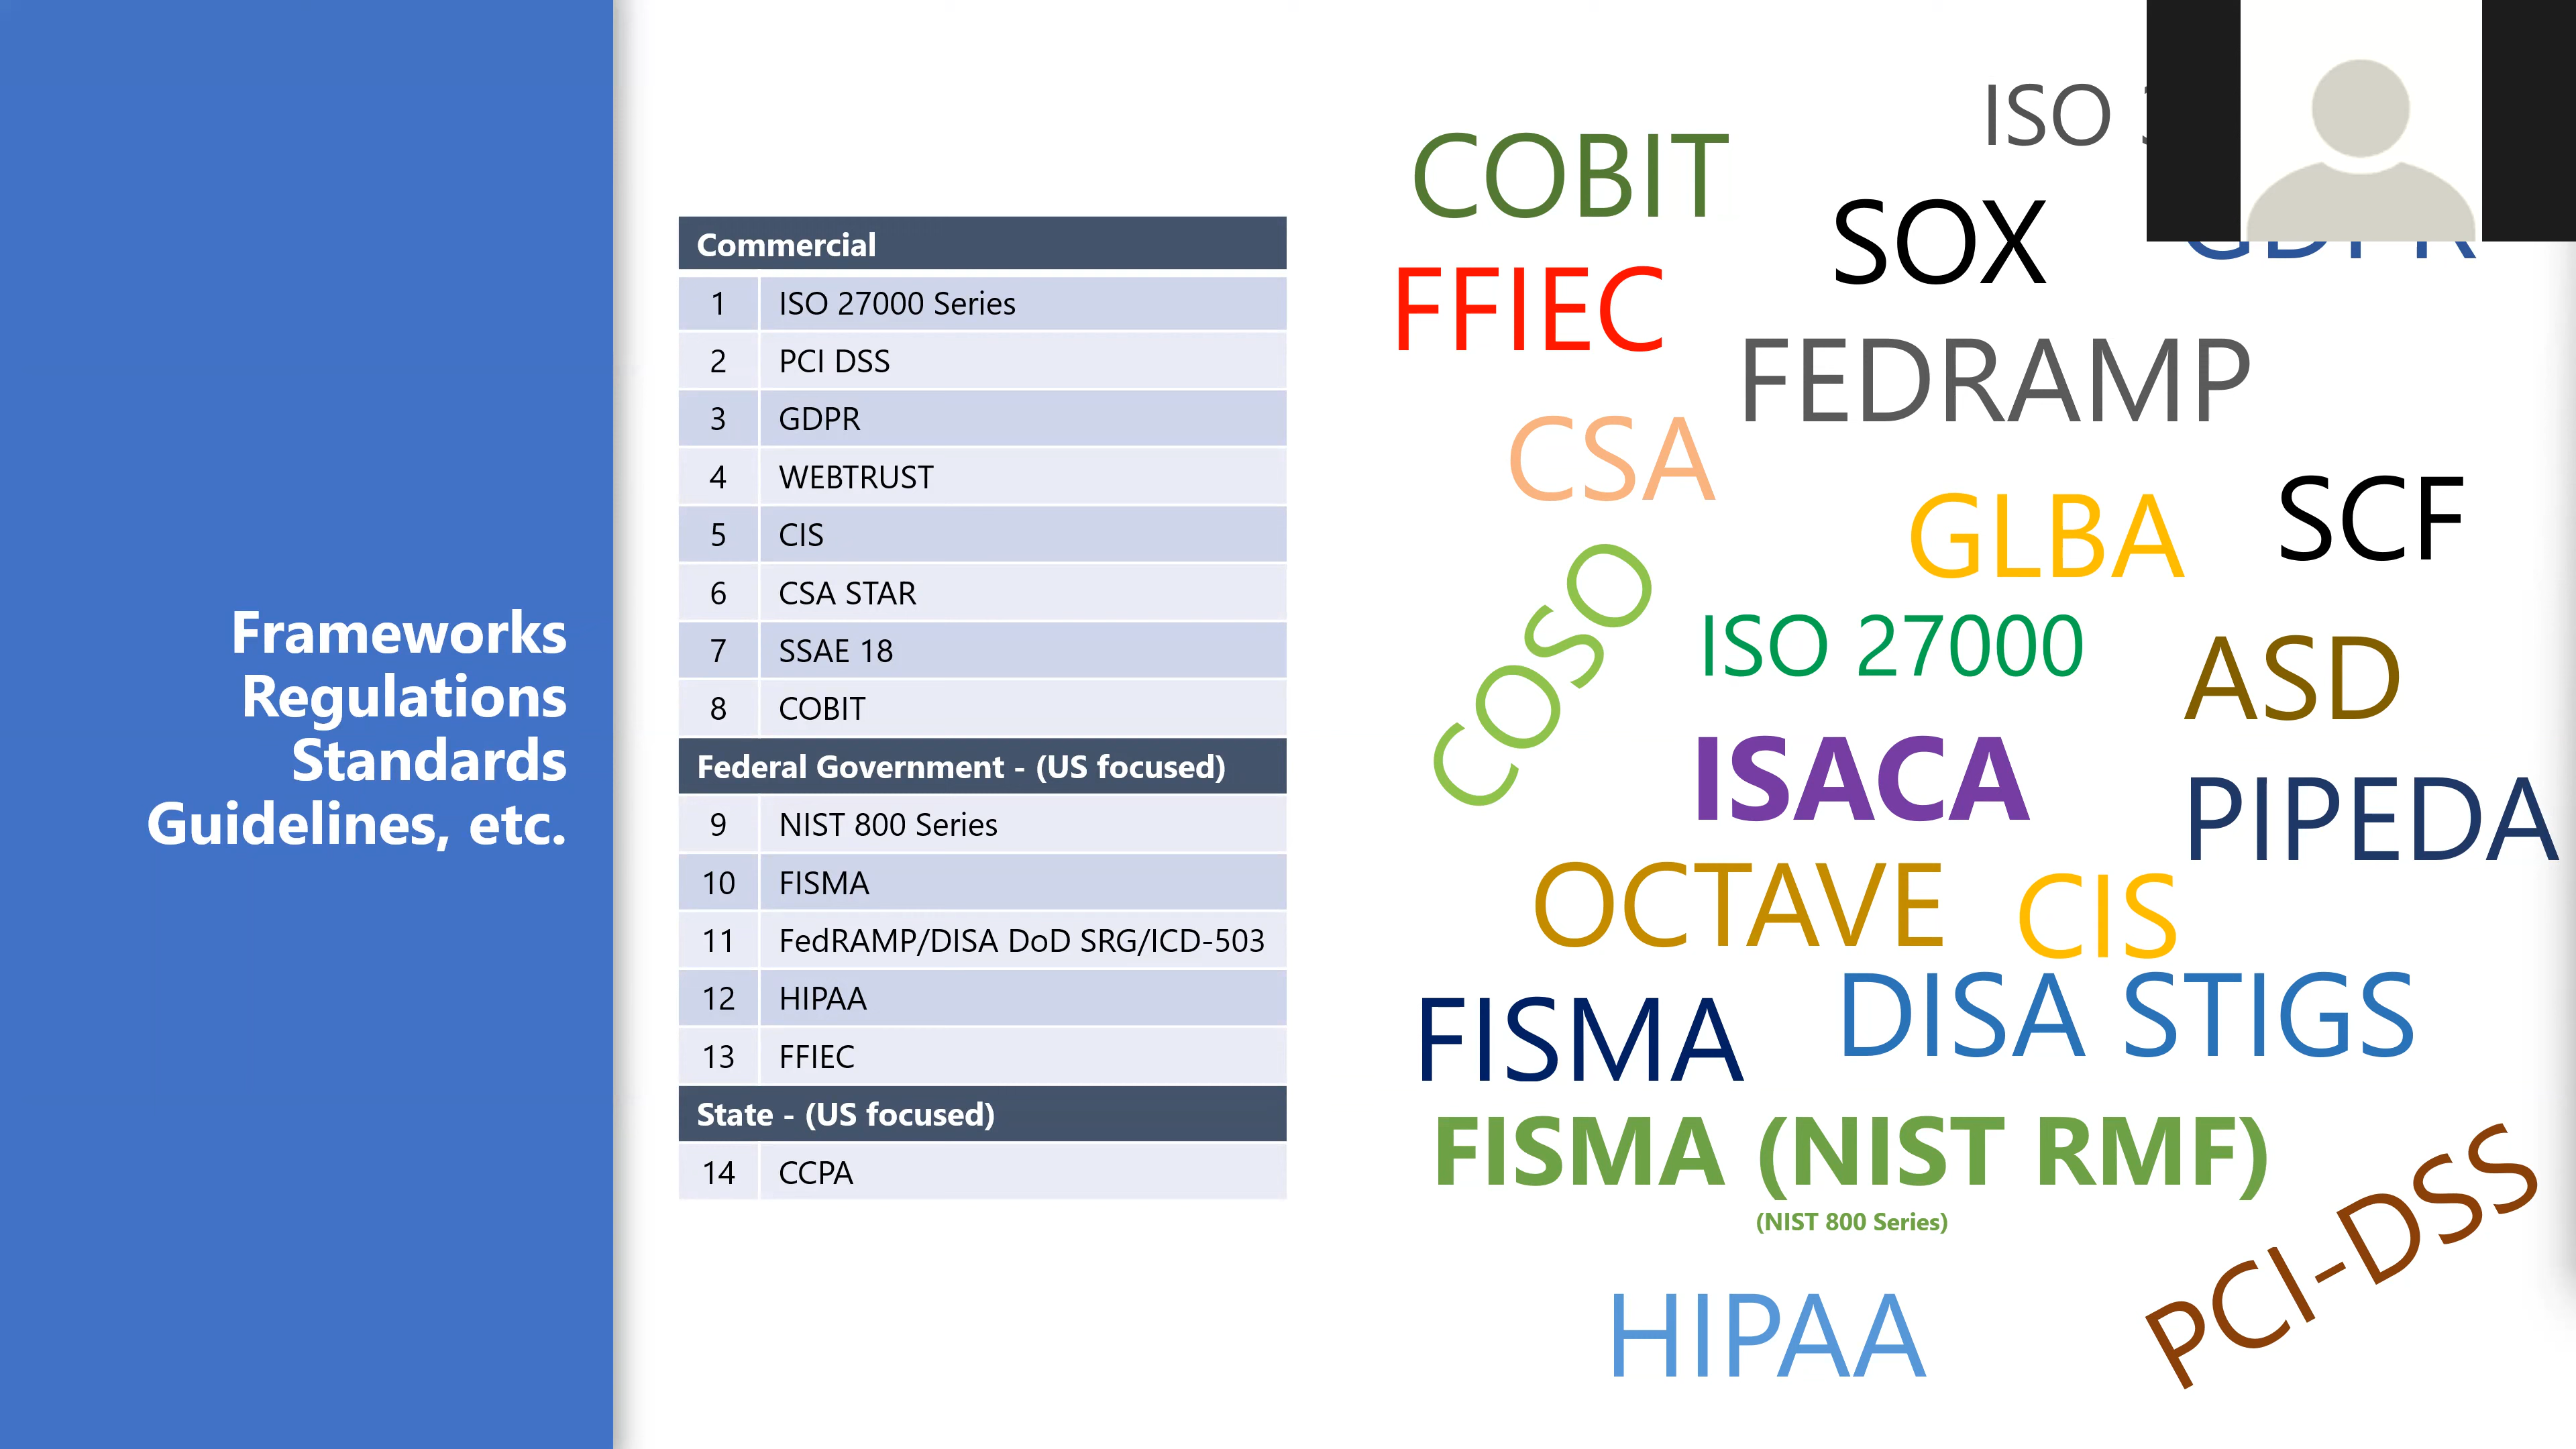 Frameworks
Regulations
Standards
Guidelines, etc.
Commercial
1 ISO 27000 Series
2 PCI DSS
3 GDPR
4 WEBTRUST
5 CIS
6 CSA STAR
7 SSAE 18
8 COBIT
Federal Government - (US focused)
9 NIST 800 Series
10 FISMA
11 FedRAMP/DISA DoD SRG/ICD-503
12 HIPAA
13 FFIEC
State - (US focused)
14 CCPA
ISO
COBIT
SOX
GDPR
FFIEC
FEDRAMP
CSA
SCF
GLBA
COSO
ISO 27000
ASD
ISACA
PIPEDA
OCTAVE
CIS
DISA STIGS
FISMA
FISMA (NIST RMF)
(NIST 800 Series)
PCI-DSS
HIPAA